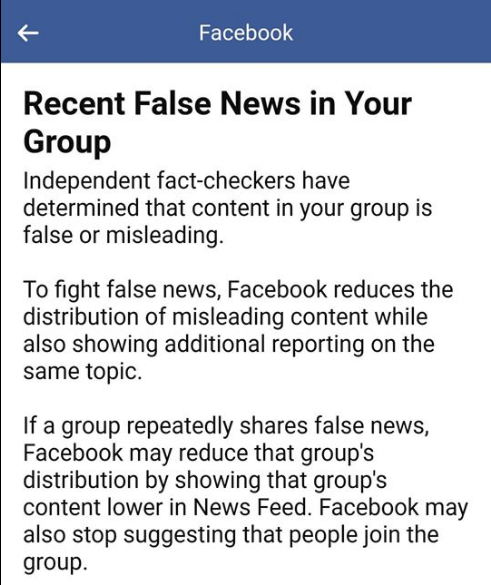 Facebook
Recent False News in Your
Group
Independent fact-checkers have
determined that content in your group is
false or misleading.
To fight false news, Facebook reduces the
distribution of misleading content while
also showing additional reporting on the
same topic.
If a group repeatedly shares false news,
Facebook may reduce that group's
distribution by showing that group's
content lower in News Feed. Facebook may
also stop suggesting that people join the
group.